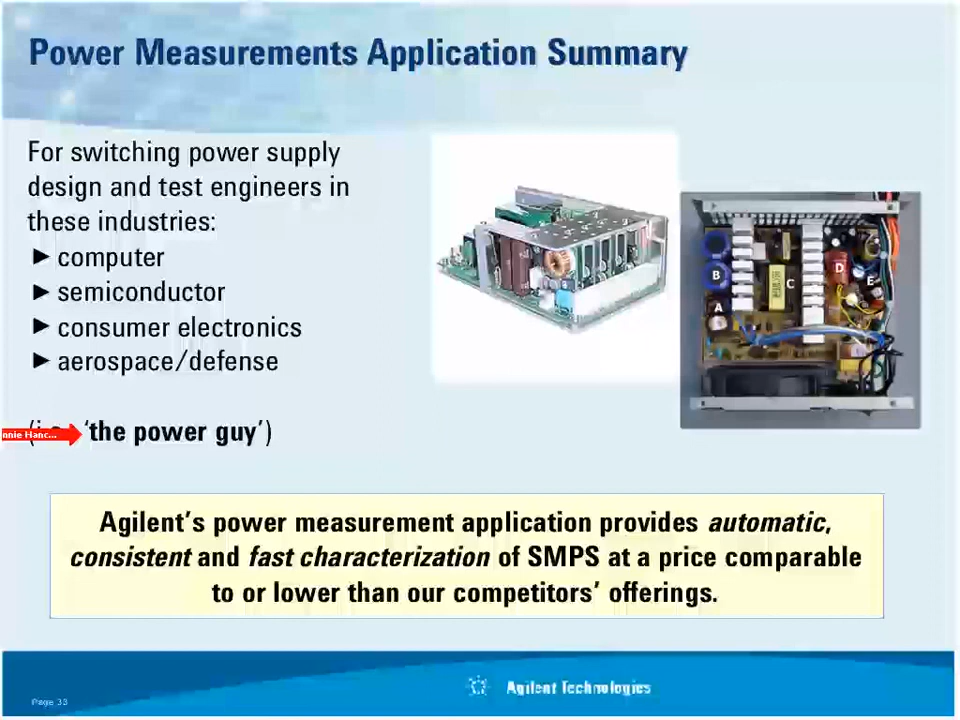 Power Measurements Application Summary
For switching power supply
design and test engineers in
these industries:
► computer
► semiconductor
► consumer electronics
► aerospace/defense
nnie Hanc...
‘the power guy’)
A
B
C
D
E
Agilent’s power measurement application provides automatic,
consistent and fast characterization of SMPS at a price comparable
to or lower than our competitors’ offerings.
Agilent Technologies
Page 33